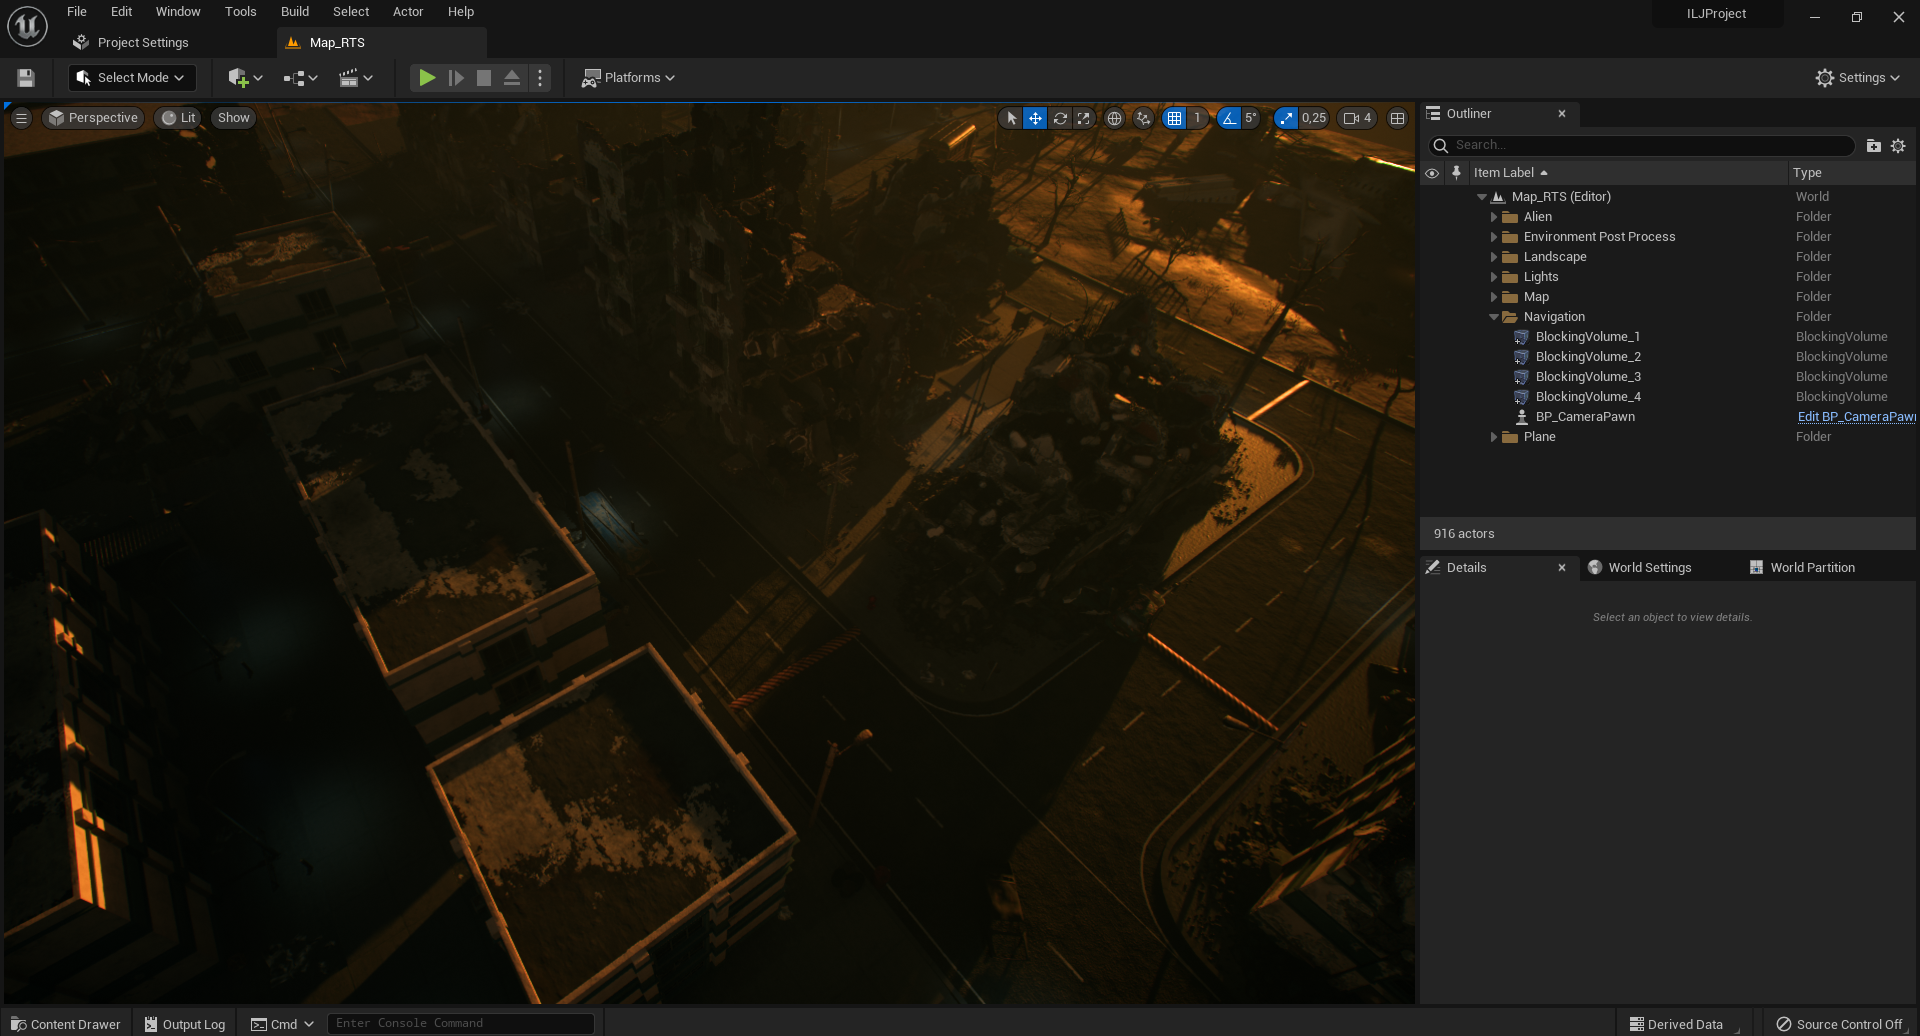 File Edit Window Tools Build Select Actor Help
ILJProject
Project Settings
Map_RTS
Select Mode
Platforms
Settings
Perspective Lit Show
1 5° 0,25 4
Outliner
Search...
Item Label Type
Map_RTS (Editor) World
Alien Folder
Environment Post Process Folder
Landscape Folder
Lights Folder
Map Folder
Navigation Folder
BlockingVolume_1 BlockingVolume
BlockingVolume_2 BlockingVolume
BlockingVolume_3 BlockingVolume
BlockingVolume_4 BlockingVolume
BP_CameraPawn Edit BP_CameraPawn
Plane Folder
916 actors
Details World Settings World Partition
Select an object to view details.
Content Drawer Output Log Cmd Enter Console Command Derived Data Source Control Off